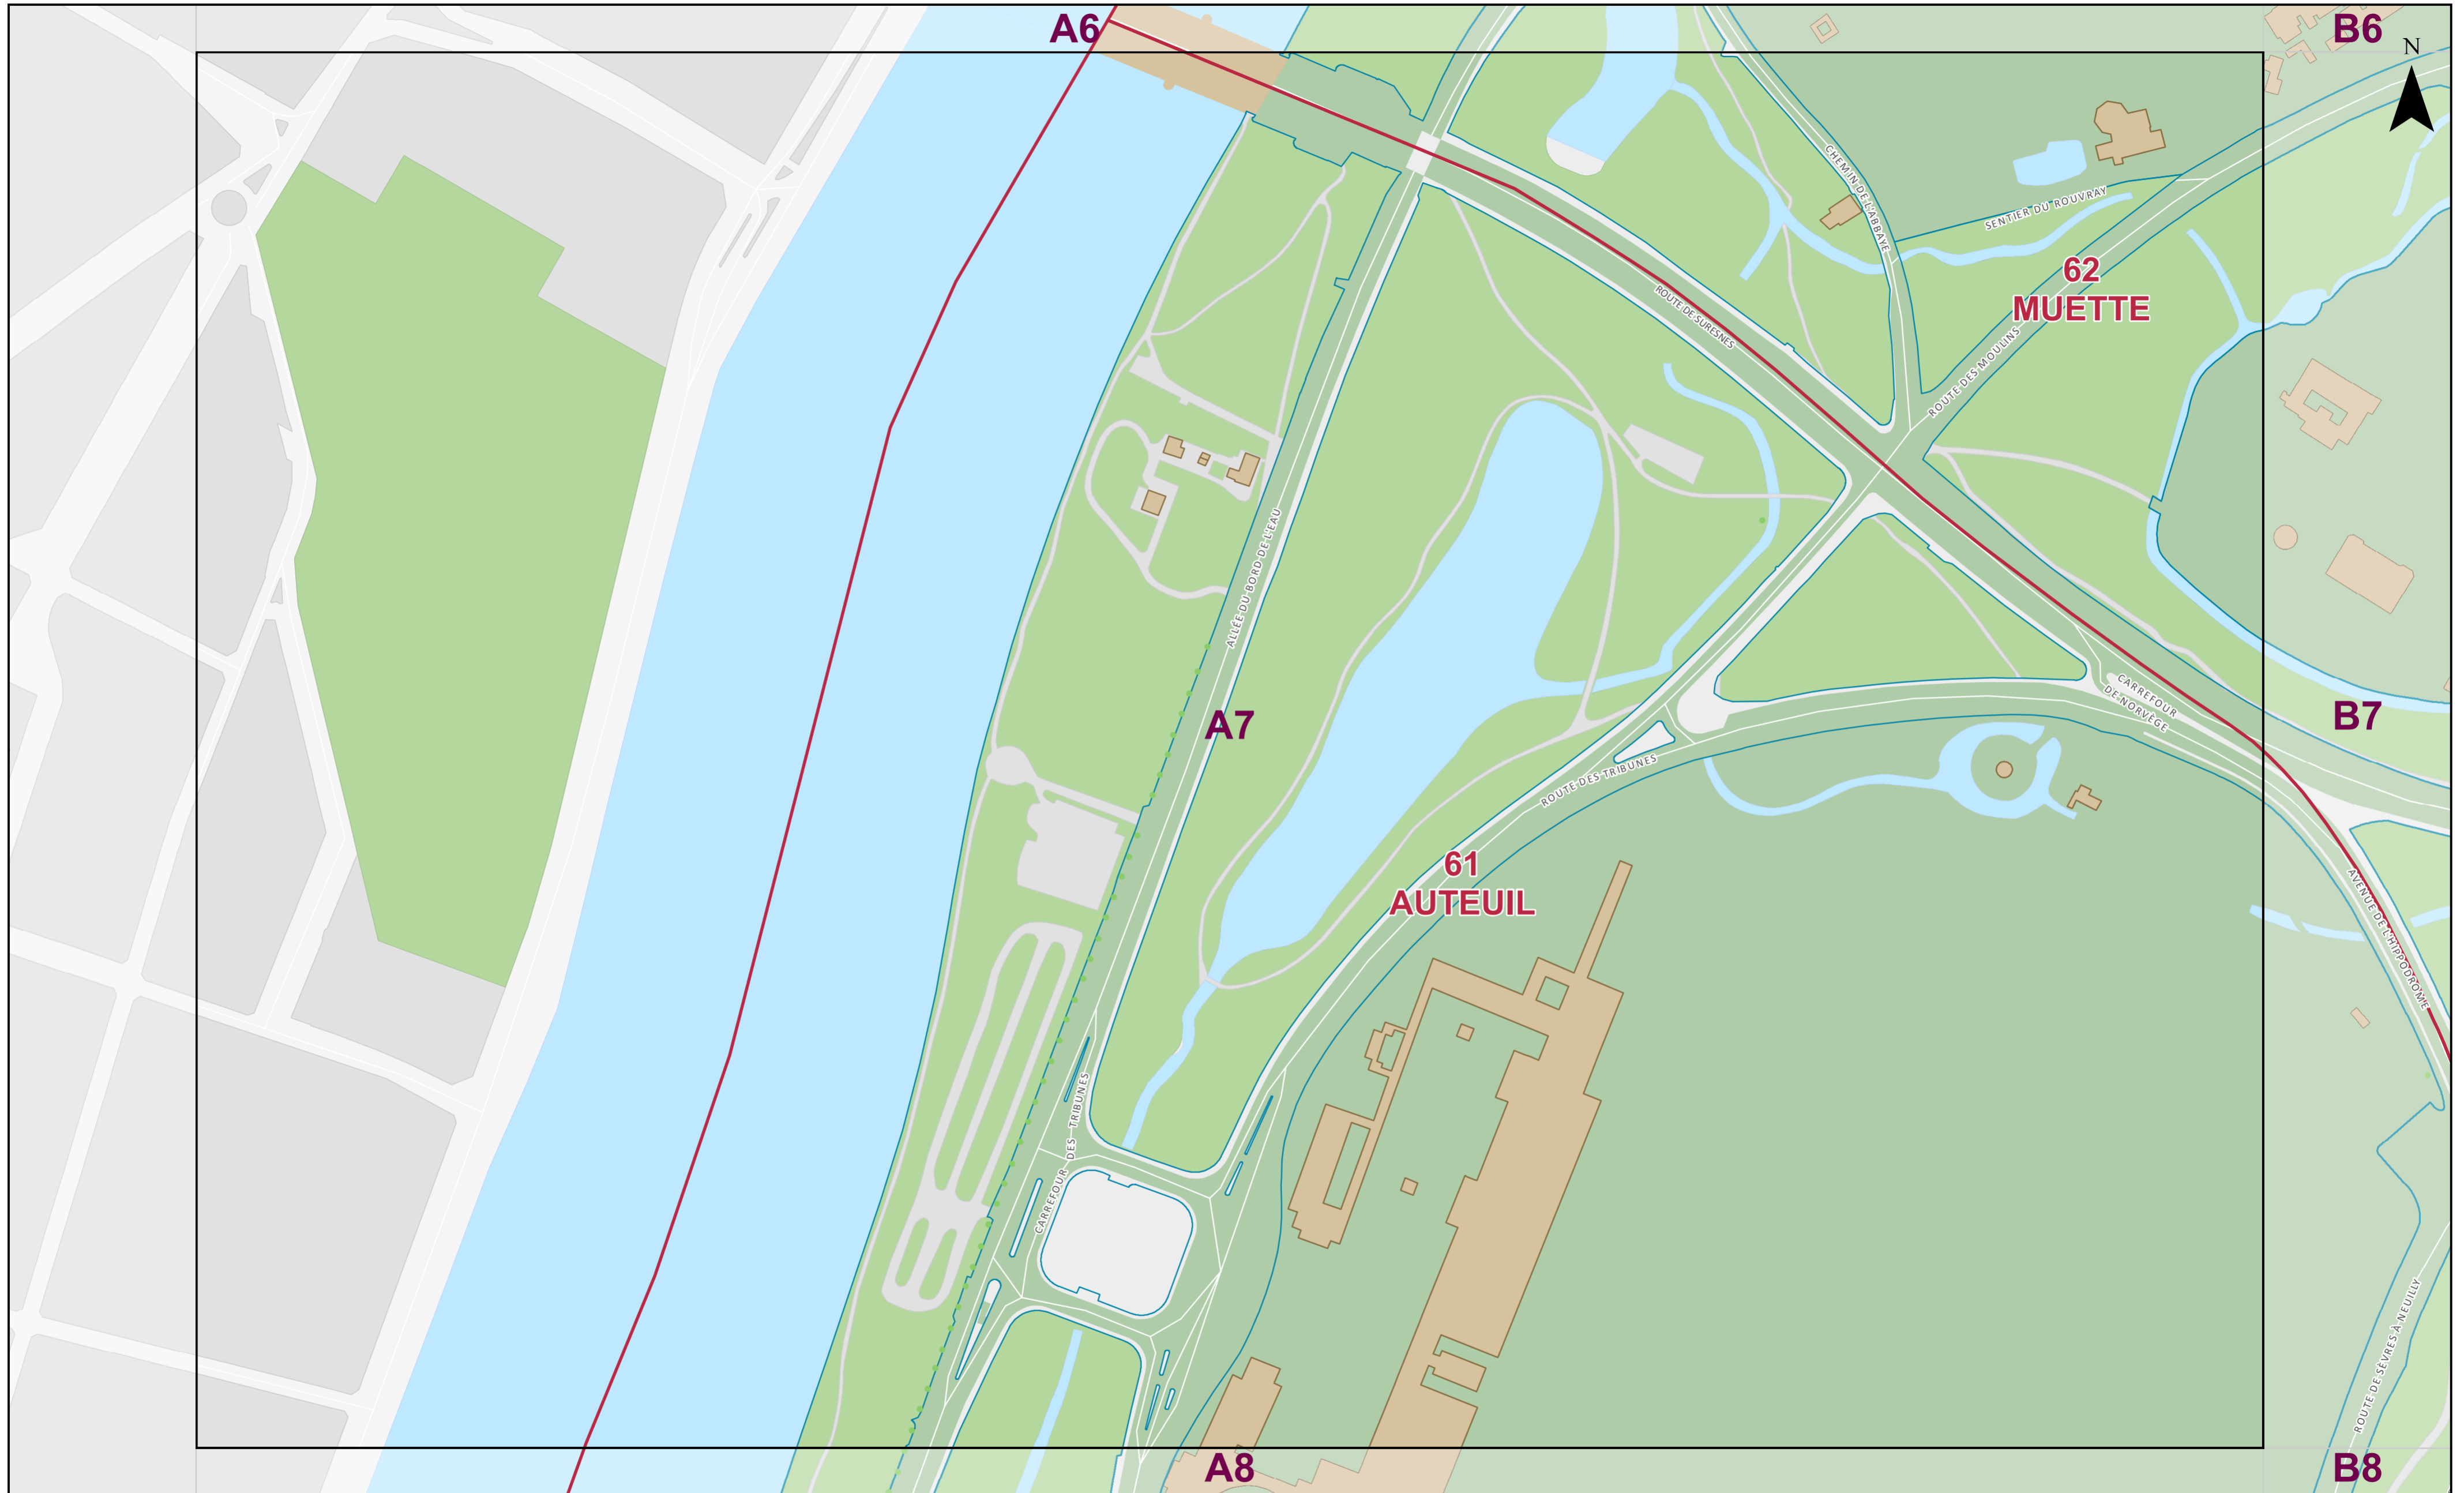 A6
B6
N
CHEMIN DE L'ABBAYE
SENTIER DU ROUVRAY
62
MUETTE
ROUTE DE SURESNES
ROUTE DES MOULINS
ALLÉE DU BORD DE L'EAU
A7
B7
CARREFOUR
DE NORVÈGE
ROUTE DES TRIBUNES
61
AUTEUIL
AVENUE DE L'HIPPODROME
CARREFOUR DES TRIBUNES
ROUTE DE SÈVRES À NEUILLY
A8
B8